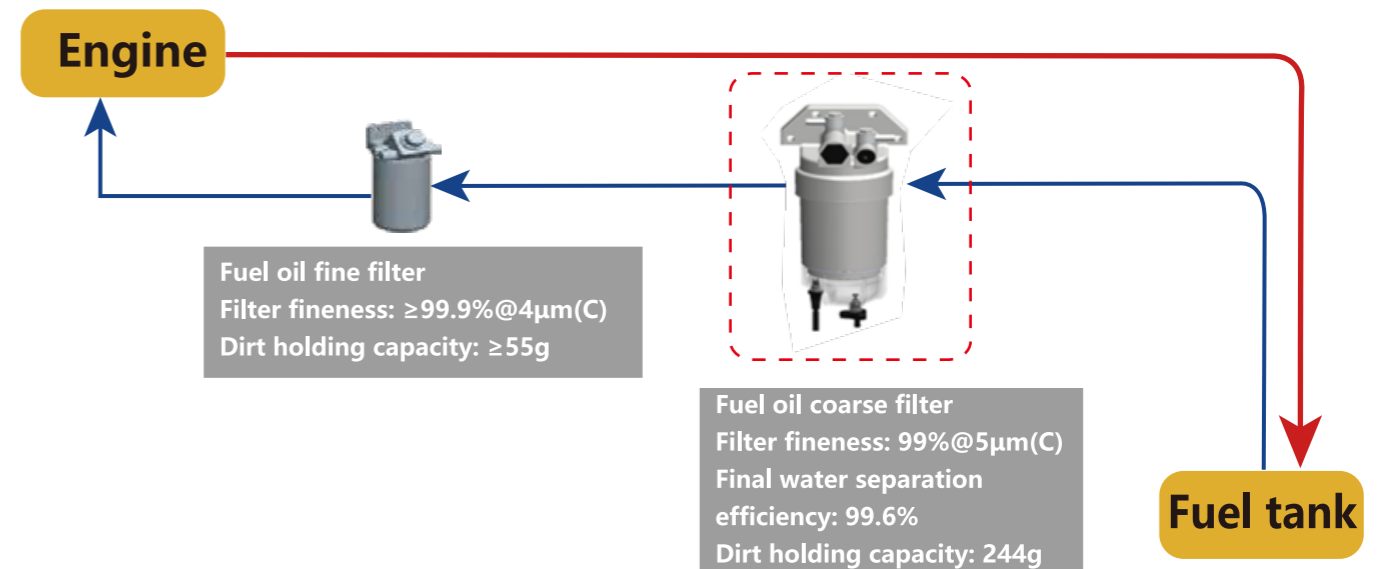 Engine
Fuel oil fine filter
Filter fineness: ≥99.9%@4μm(C)
Dirt holding capacity: ≥55g
Fuel oil coarse filter
Filter fineness: 99%@5μm(C)
Final water separation
efficiency: 99.6%
Dirt holding capacity: 244g
Fuel tank